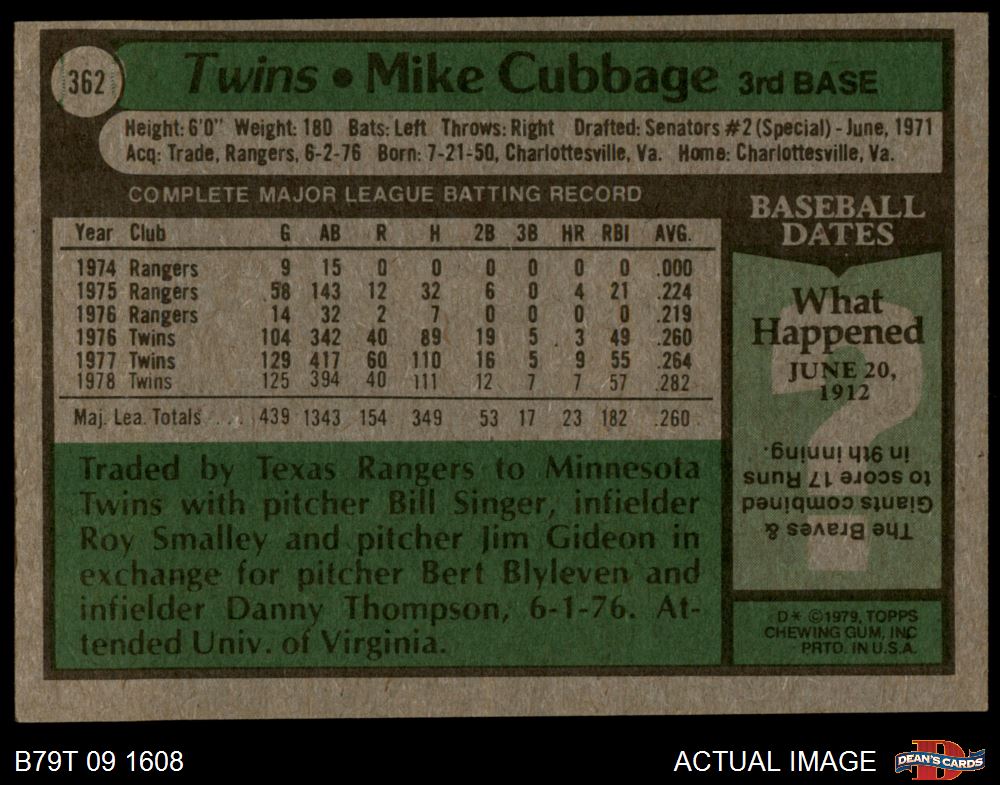 362
Twins • Mike Cubbage 3rd BASE
Height: 6'0" Weight: 180 Bats: Left Throws: Right Drafted: Senators #2 (Special) - June, 1971
Acq: Trade, Rangers, 6-2-76 Born: 7-21-50, Charlottesville, Va. Home: Charlottesville, Va.
COMPLETE MAJOR LEAGUE BATTING RECORD
Year Club G AB R H 2B 3B HR RBI AVG.
1974 Rangers 9 15 0 0 0 0 0 0 .000
1975 Rangers 58 143 12 32 6 0 4 21 .224
1976 Rangers 14 32 2 7 0 0 0 0 .219
1976 Twins 104 342 40 89 19 5 3 49 .260
1977 Twins 129 417 60 110 16 5 9 55 .264
1978 Twins 125 394 40 111 12 7 7 57 .282
Maj. Lea. Totals 439 1343 154 349 53 17 23 182 .260
Traded by Texas Rangers to Minnesota
Twins with pitcher Bill Singer, infielder
Roy Smalley and pitcher Jim Gideon in
exchange for pitcher Bert Blyleven and
infielder Danny Thompson, 6-1-76. At-
tended Univ. of Virginia.
BASEBALL
DATES
What
Happened
JUNE 20,
1912
The Braves &
Giants combined
to score 17 Runs
in 9th inning.
D* ©1979, TOPPS
CHEWING GUM, INC
PRTD. IN U.S.A.
B79T 09 1608
ACTUAL IMAGE
DEAN'S CARDS